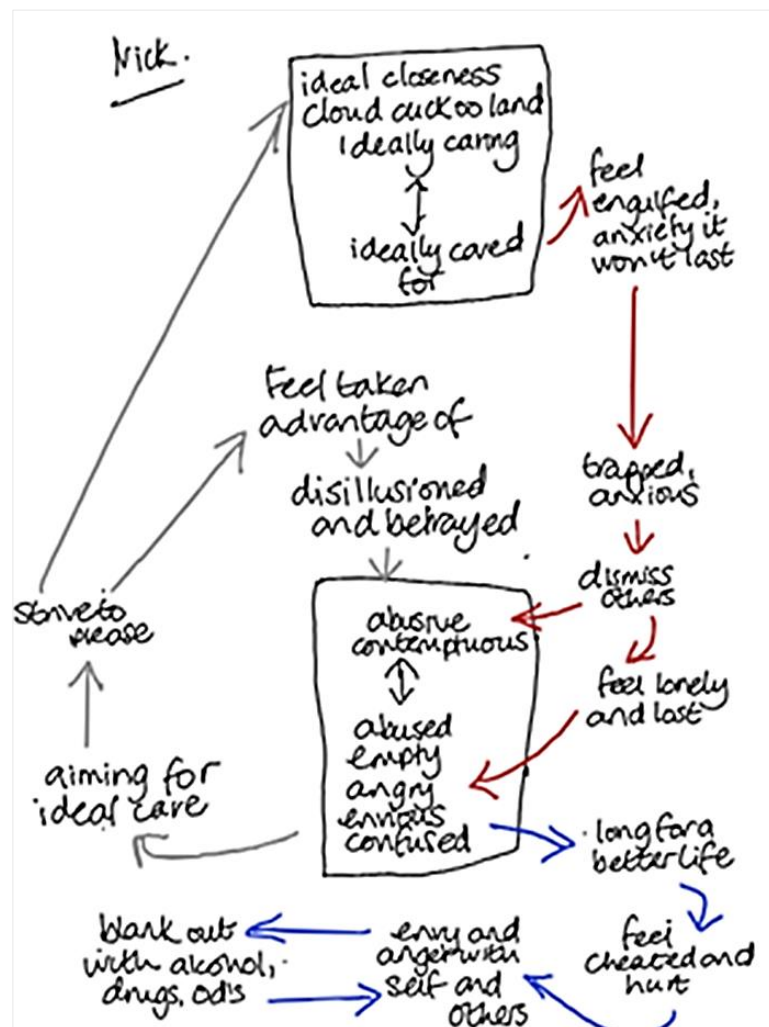 Nick.
ideal closeness
cloud cuckoo land
Ideally caring
ideally cared
for
feel
engulfed,
anxiety it
won't last
trapped,
anxious
dismiss
others
feel lonely
and lost
Feel taken
advantage of
disillusioned
and betrayed
abusive
contemptuous
abused
empty
angry
envious
confused
strive to
please
aiming for
ideal care
long for a
better life
feel
cheated and
hurt
envy and
anger with
self and
others
blank out
with alcohol,
drugs, od's